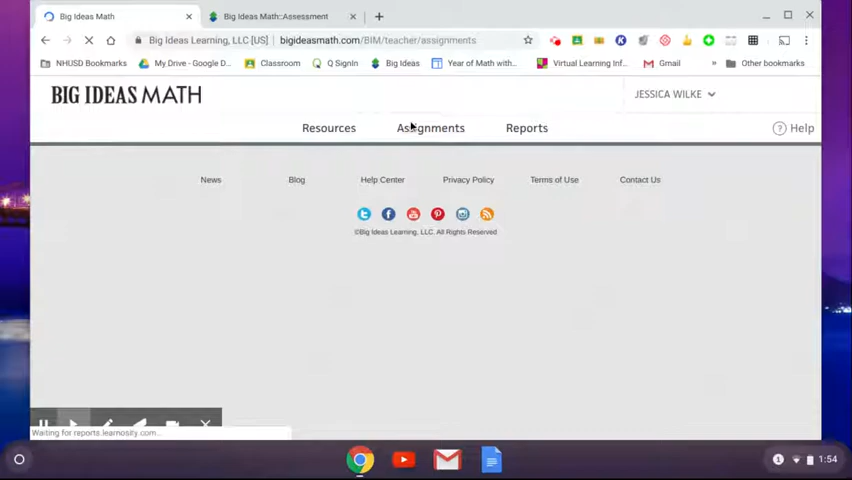 Big Ideas Math
Big Ideas Math::Assessment
Big Ideas Learning, LLC [US] | bigideasmath.com/BIM/teacher/assignments
NHUSD Bookmarks My Drive - Google D... Classroom Q SignIn Big Ideas Year of Math with... Virtual Learning Inf... Gmail » Other bookmarks
BIG IDEAS MATH
JESSICA WILKE
Resources Assignments Reports
? Help
News Blog Help Center Privacy Policy Terms of Use Contact Us
©Big Ideas Learning, LLC. All Rights Reserved
Waiting for reports.learnosity.com...
1 1:54